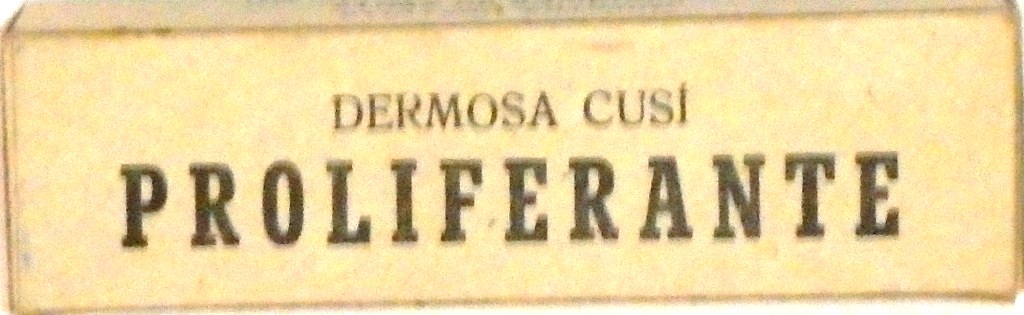 DERMOSA CUSÍ
PROLIFERANTE